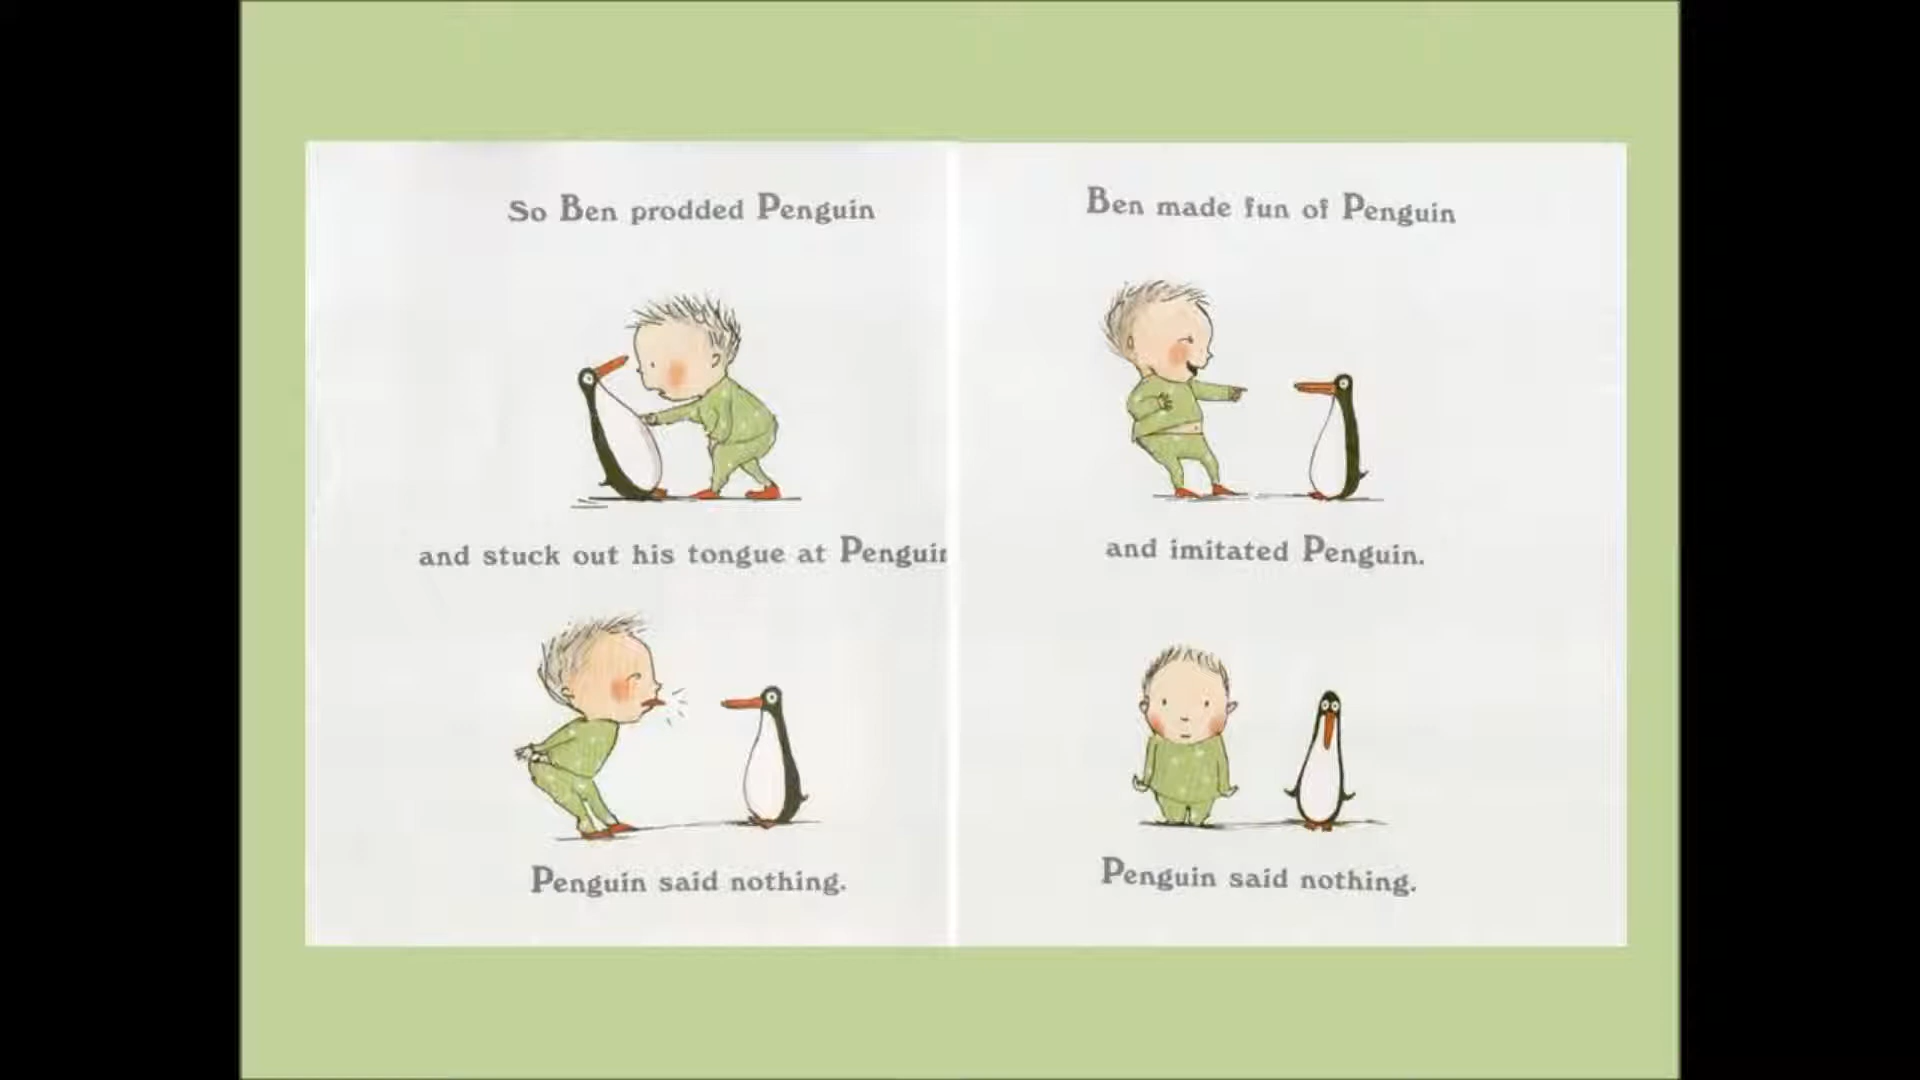 So Ben prodded Penguin
and stuck out his tongue at Penguin
Penguin said nothing.
Ben made fun of Penguin
and imitated Penguin.
Penguin said nothing.